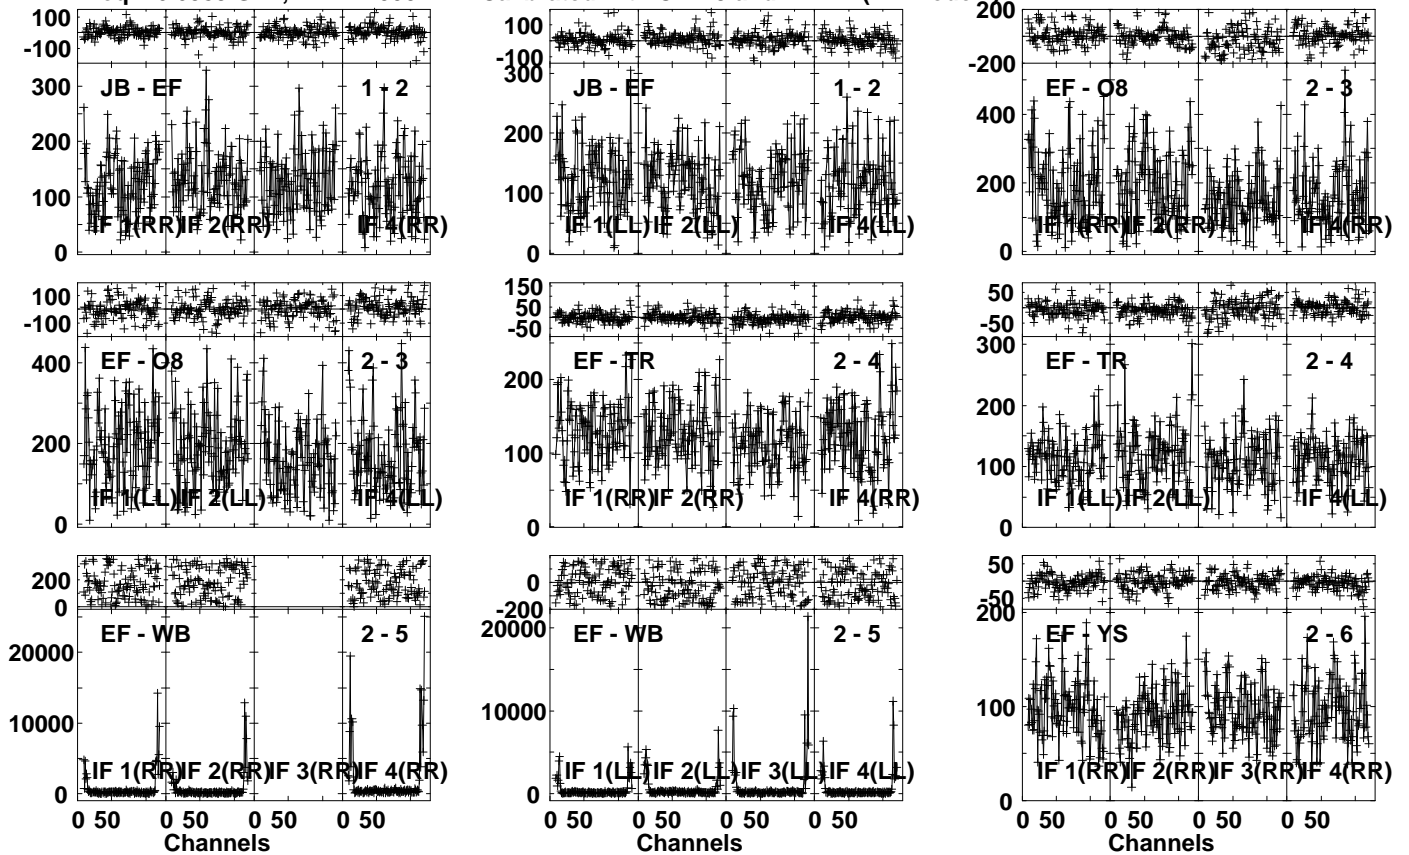 100
-100
JB - EF
1 - 2
300
200
100
0
IF 1(RR)
IF 2(RR)
IF 4(RR)
100
-100
JB - EF
1 - 2
300
200
100
0
IF 1(LL)
IF 2(LL)
IF 4(LL)
200
0
-200
EF - O8
2 - 3
400
200
0
IF 1(RR)
IF 2(RR)
IF 4(RR)
100
-100
EF - O8
2 - 3
400
200
0
IF 1(LL)
IF 2(LL)
IF 4(LL)
150
50
-50
EF - TR
2 - 4
200
100
0
IF 1(RR)
IF 2(RR)
IF 4(RR)
50
-50
EF - TR
2 - 4
300
200
100
0
IF 1(LL)
IF 2(LL)
IF 4(LL)
200
0
EF - WB
2 - 5
20000
10000
0
IF 1(RR)
IF 2(RR)
IF 3(RR)
IF 4(RR)
0 50 0 50 0 50 0 50
Channels
0
-200
EF - WB
2 - 5
20000
10000
0
IF 1(LL)
IF 2(LL)
IF 3(LL)
IF 4(LL)
0 50 0 50 0 50 0 50
Channels
50
-50
EF - YS
2 - 6
200
100
0
IF 1(RR)
IF 2(RR)
IF 3(RR)
IF 4(RR)
0 50 0 50 0 50 0 50
Channels